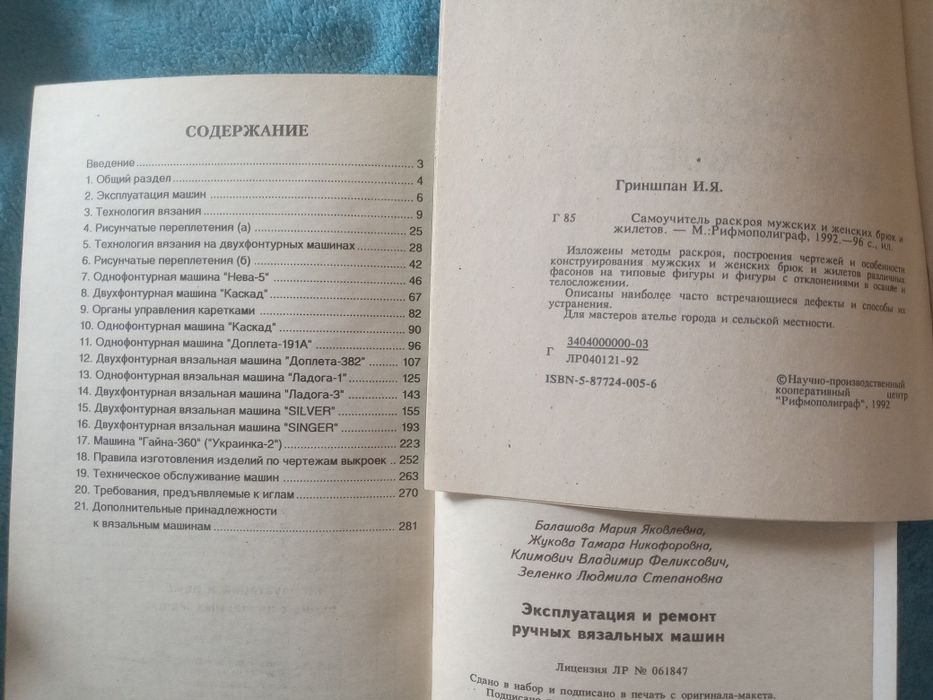 СОДЕРЖАНИЕ
Введение 3
1. Общий раздел 4
2. Эксплуатация машин 6
3. Технология вязания 9
4. Рисунчатые переплетения (а) 25
5. Технология вязания на двухфонтурных машинах 28
6. Рисунчатые переплетения (б) 42
7. Однофонтурная машина "Нева-5" 46
8. Двухфонтурная машина "Каскад" 67
9. Органы управления каретками 82
10. Однофонтурная машина "Каскад" 90
11. Однофонтурная машина "Доплета-191А" 96
12. Двухфонтурная вязальная машина "Доплета-382" 107
13. Однофонтурная вязальная машина "Ладога-1" 125
14. Двухфонтурная вязальная машина "Ладога-3" 143
15. Двухфонтурная вязальная машина "SILVER" 155
16. Двухфонтурная вязальная машина "SINGER" 193
17. Машина "Гайна-360" ("Украинка-2") 223
18. Правила изготовления изделий по чертежам выкроек .. 252
19. Техническое обслуживание машин 263
20. Требования, предъявляемые к иглам 270
21. Дополнительные принадлежности
к вязальным машинам 281
*
Гриншпан И.Я.
Г 85 Самоучитель раскроя мужских и женских брюк и
жилетов. — М.:Рифмополиграф, 1992.—96 с., ил.
Изложены методы раскроя, построения чертежей и особенности
конструирования мужских и женских брюк и жилетов различных
фасонов на типовые фигуры и фигуры с отклонениями в осанке и
телосложении.
Описаны наиболее часто встречающиеся дефекты и способы их
устранения.
Для мастеров ателье города и сельской местности.
Г 3404000000-03
ЛР040121-92
ISBN-5-87724-005-6
©Научно-производственный
кооперативный центр
"Рифмополиграф", 1992
Балашова Мария Яковлевна,
Жукова Тамара Никофоровна,
Климович Владимир Феликсович,
Зеленко Людмила Степановна
Эксплуатация и ремонт
ручных вязальных машин
Лицензия ЛР № 061847
Сдано в набор и подписано в печать с оригинала-макета.